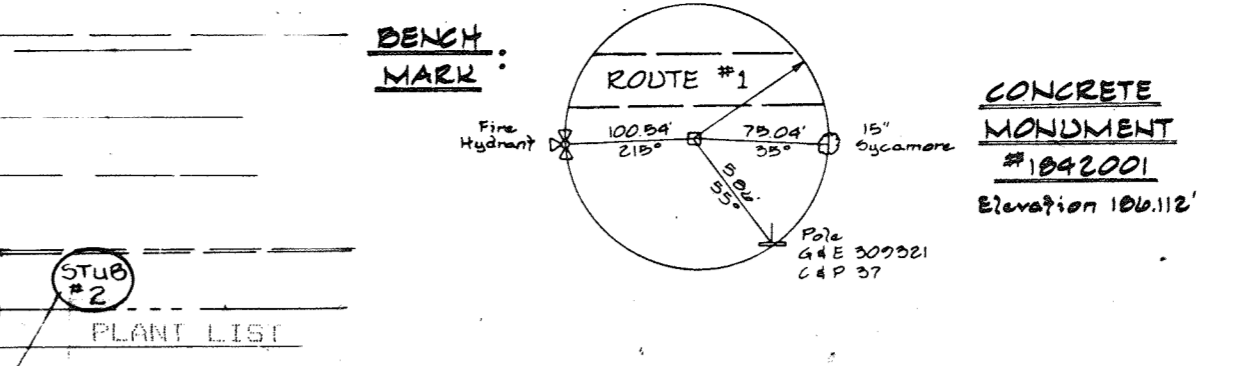 BENCH
MARK :
ROUTE #1
Fire
Hydrant
100.54'
215°
75.04'
35°
15"
Sycamore
55°
Pole
G & E 309321
C & P 37
CONCRETE
MONUMENT
#1842001
Elevation 186.112'
STUB
#2
PLANT LIST